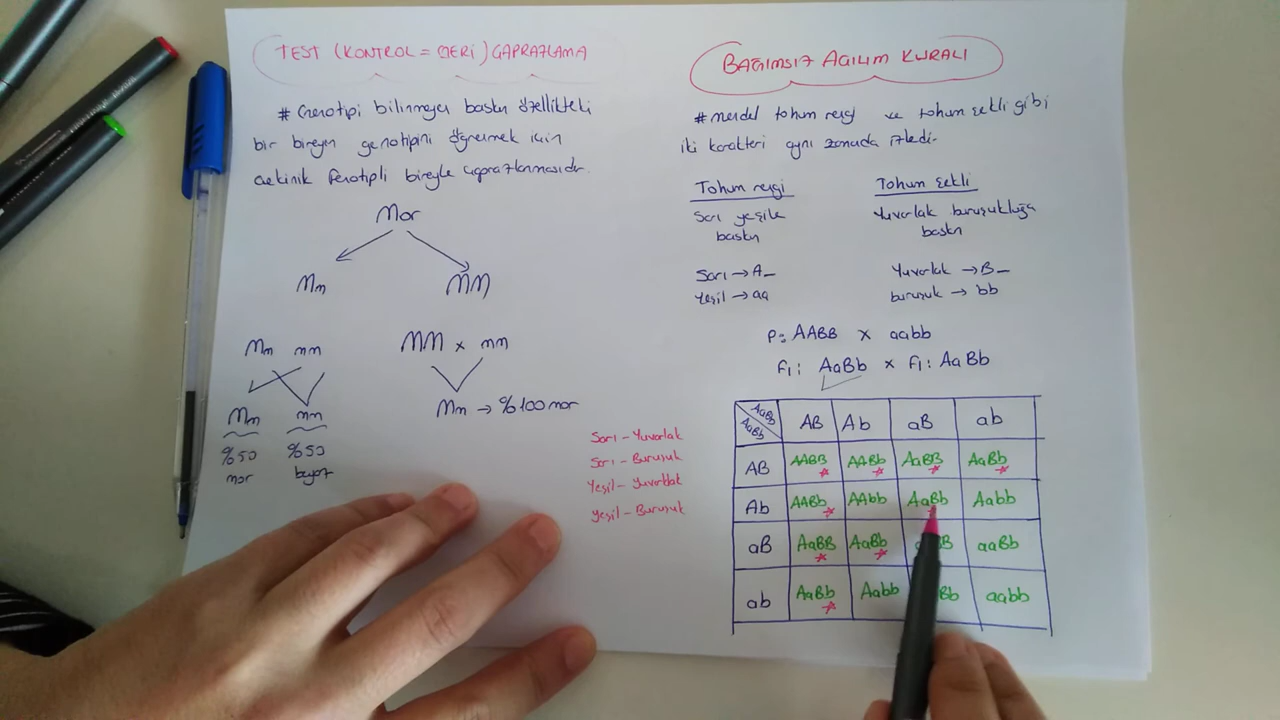 TEST (KONTROL = GERİ) ÇAPRAZLAMA
# Genotipi bilinmeyen baskın özellikteki
bir bireyin genotipini öğrenmek için
çekinik fenotipli bireyle çaprazlanmasıdır.
Mor
Mm MM
Mm mm
Mm mm
%50 %50
mor beyaz
MM x mm
Mm → %100 mor
BAĞIMSIZ AÇILIM KURALI
# mendel tohum rengi ve tohum şekli gibi
iki karakteri aynı zamanda izledi.
Tohum rengi
Sarı yeşile
baskın
Sarı → A_
Yeşil → aa
Tohum şekli
Yuvarlak buruşukluğa
baskın
Yuvarlak → B_
buruşuk → bb
P: AABB x aabb
F1: AaBb x F1: AaBb
Sarı - Yuvarlak
Sarı - Buruşuk
Yeşil - Yuvarlak
Yeşil - Buruşuk
AaBb
AaBb AB Ab aB ab
AB AABB AABb AaBB AaBb
Ab AABb AAbb AaBb Aabb
aB AaBB AaBb aaBb
ab AaBb Aabb Bb aabb